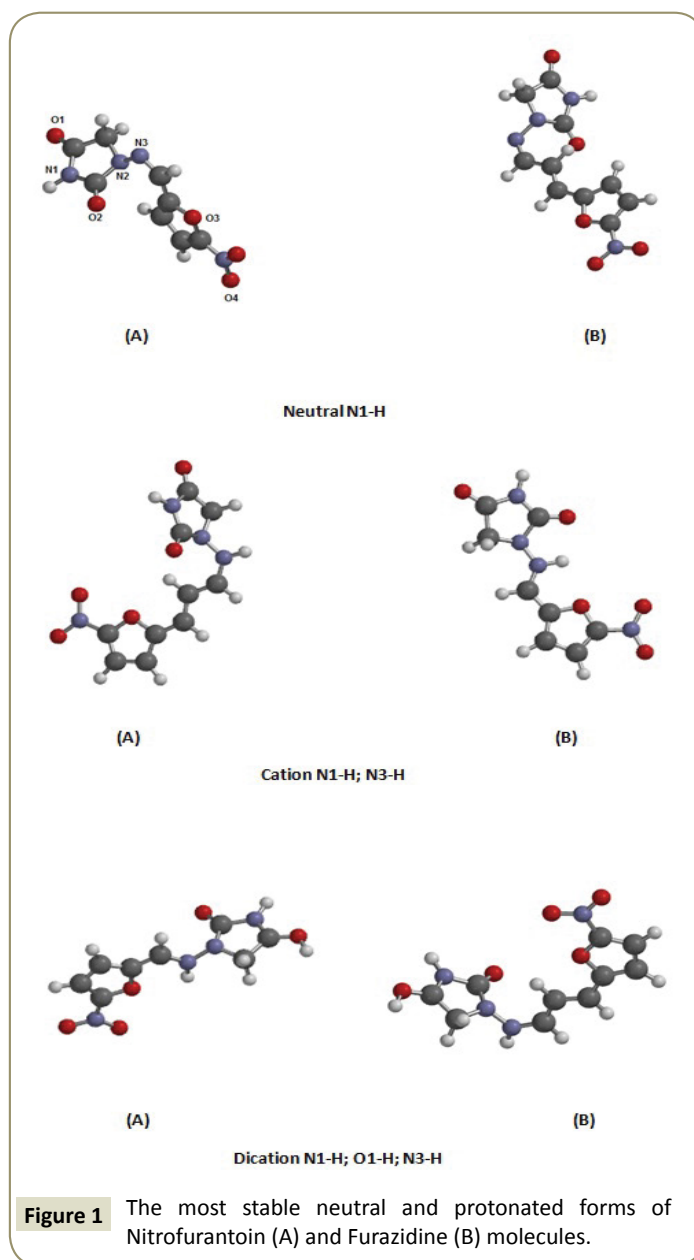 O1
N3
N1
N2
O2
O3
O4
(A)
(B)
Neutral N1-H
(A)
(B)
Cation N1-H; N3-H
(A)
(B)
Dication N1-H; O1-H; N3-H
Figure 1
The most stable neutral and protonated forms of
Nitrofurantoin (A) and Furazidine (B) molecules.